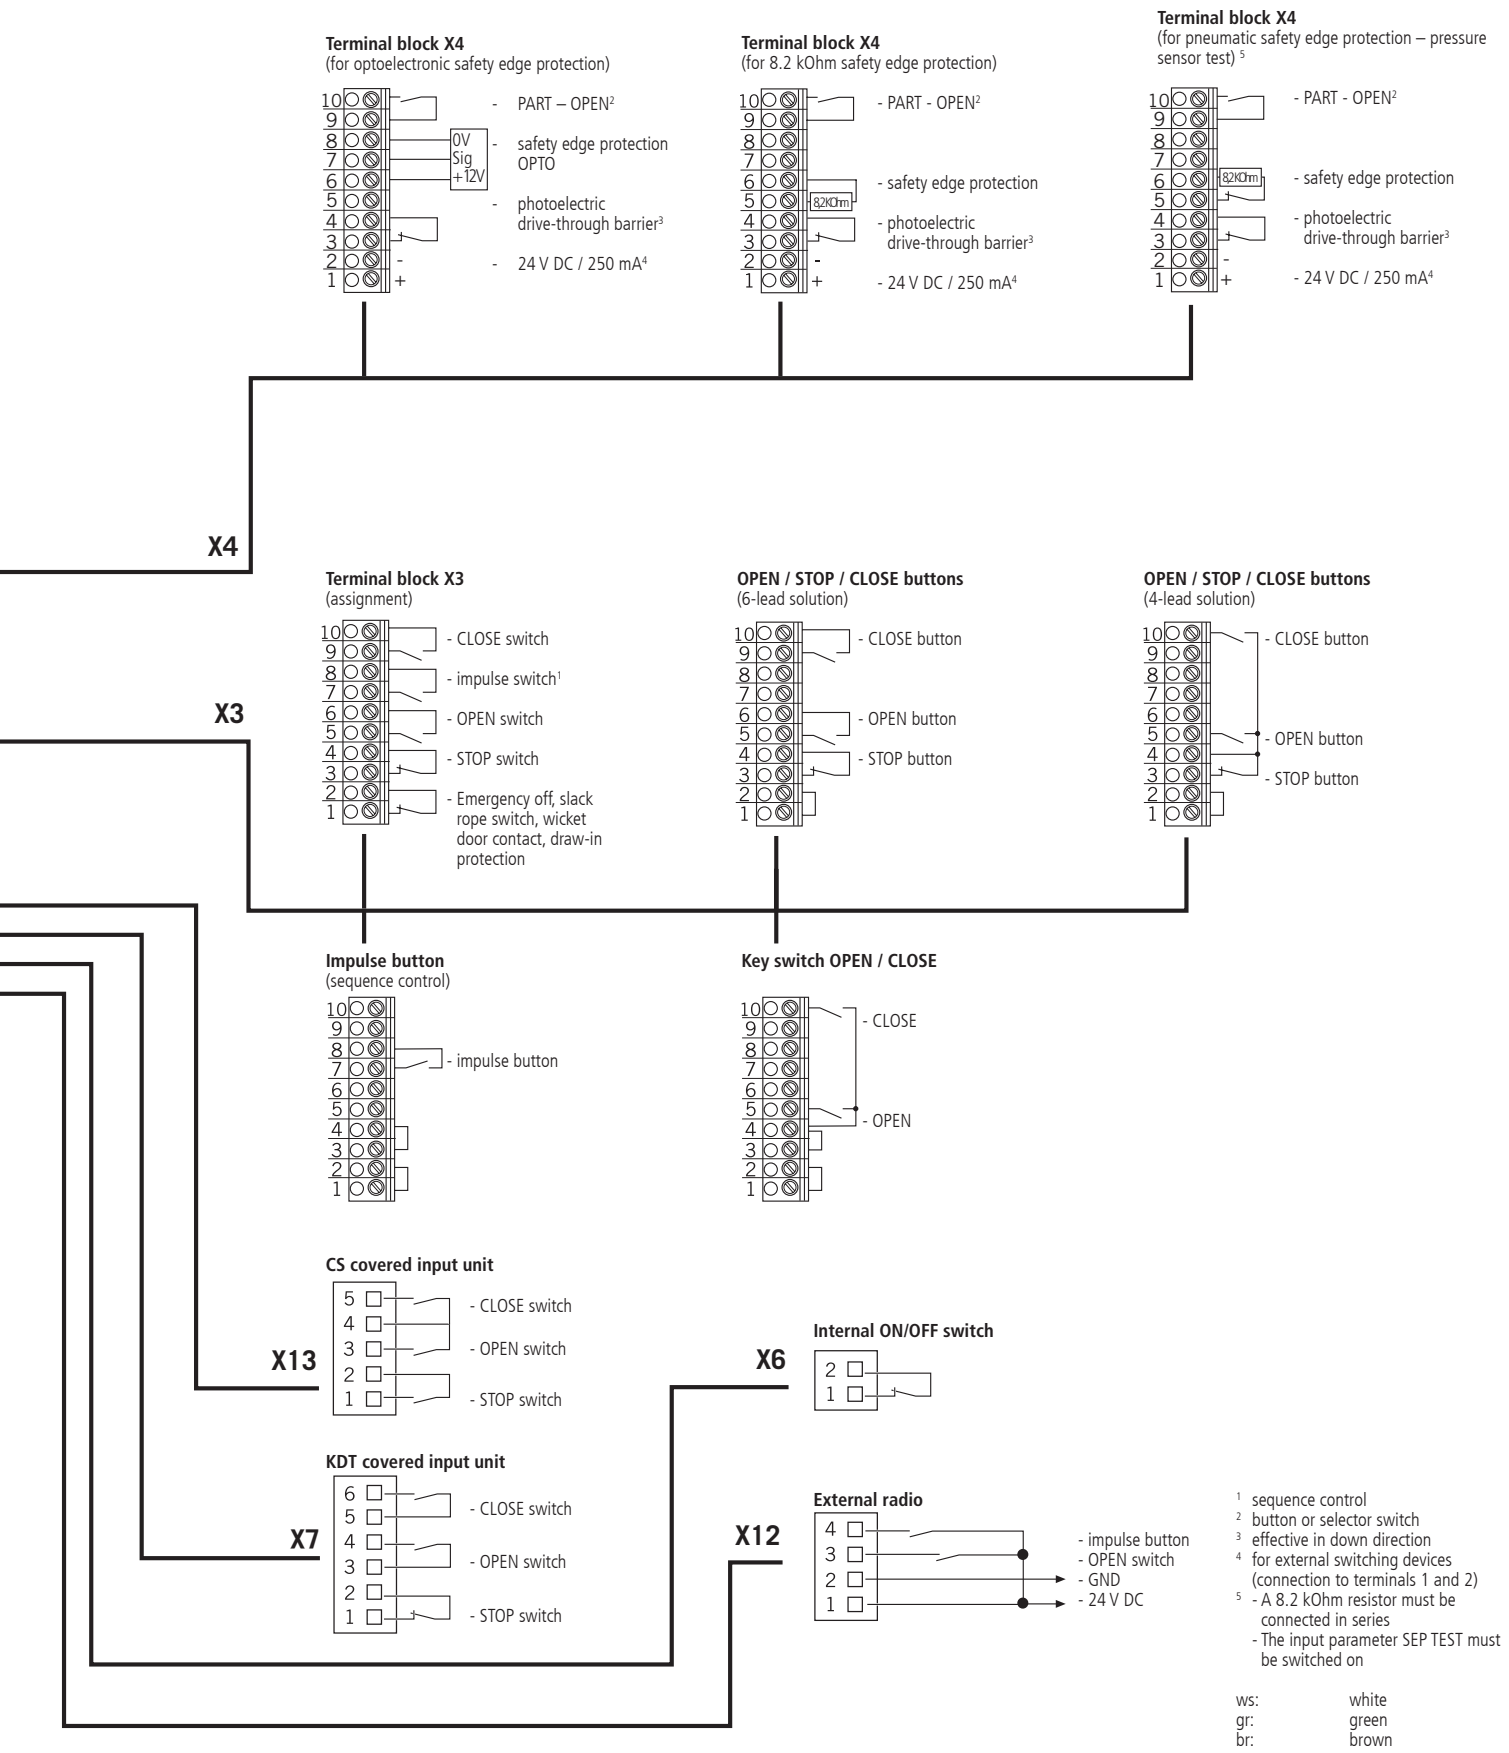 Terminal block X4
(for optoelectronic safety edge protection)
10
9
8
7
6
5
4
3
2
1
0V
Sig
+12V
-
+
- PART – OPEN²
- safety edge protection
OPTO
- photoelectric
drive-through barrier³
- 24 V DC / 250 mA⁴
Terminal block X4
(for 8.2 kOhm safety edge protection)
10
9
8
7
6
5
4
3
2
1
8,2KOhm
-
+
- PART - OPEN²
- safety edge protection
- photoelectric
drive-through barrier³
- 24 V DC / 250 mA⁴
Terminal block X4
(for pneumatic safety edge protection – pressure
sensor test) ⁵
10
9
8
7
6
5
4
3
2
1
8,2KOhm
-
+
- PART - OPEN²
- safety edge protection
- photoelectric
drive-through barrier³
- 24 V DC / 250 mA⁴
X4
Terminal block X3
(assignment)
10
9
8
7
6
5
4
3
2
1
- CLOSE switch
- impulse switch¹
- OPEN switch
- STOP switch
- Emergency off, slack
rope switch, wicket
door contact, draw-in
protection
OPEN / STOP / CLOSE buttons
(6-lead solution)
10
9
8
7
6
5
4
3
2
1
- CLOSE button
- OPEN button
- STOP button
OPEN / STOP / CLOSE buttons
(4-lead solution)
10
9
8
7
6
5
4
3
2
1
- CLOSE button
- OPEN button
- STOP button
X3
Impulse button
(sequence control)
10
9
8
7
6
5
4
3
2
1
- impulse button
Key switch OPEN / CLOSE
10
9
8
7
6
5
4
3
2
1
- CLOSE
- OPEN
CS covered input unit
5
4
3
2
1
- CLOSE switch
- OPEN switch
- STOP switch
X13
Internal ON/OFF switch
X6
2
1
KDT covered input unit
6
5
4
3
2
1
- CLOSE switch
- OPEN switch
- STOP switch
X7
External radio
X12
4
3
2
1
- impulse button
- OPEN switch
- GND
- 24 V DC
¹ sequence control
² button or selector switch
³ effective in down direction
⁴ for external switching devices
(connection to terminals 1 and 2)
⁵ - A 8.2 kOhm resistor must be
connected in series
- The input parameter SEP TEST must
be switched on
ws: white
gr: green
br: brown